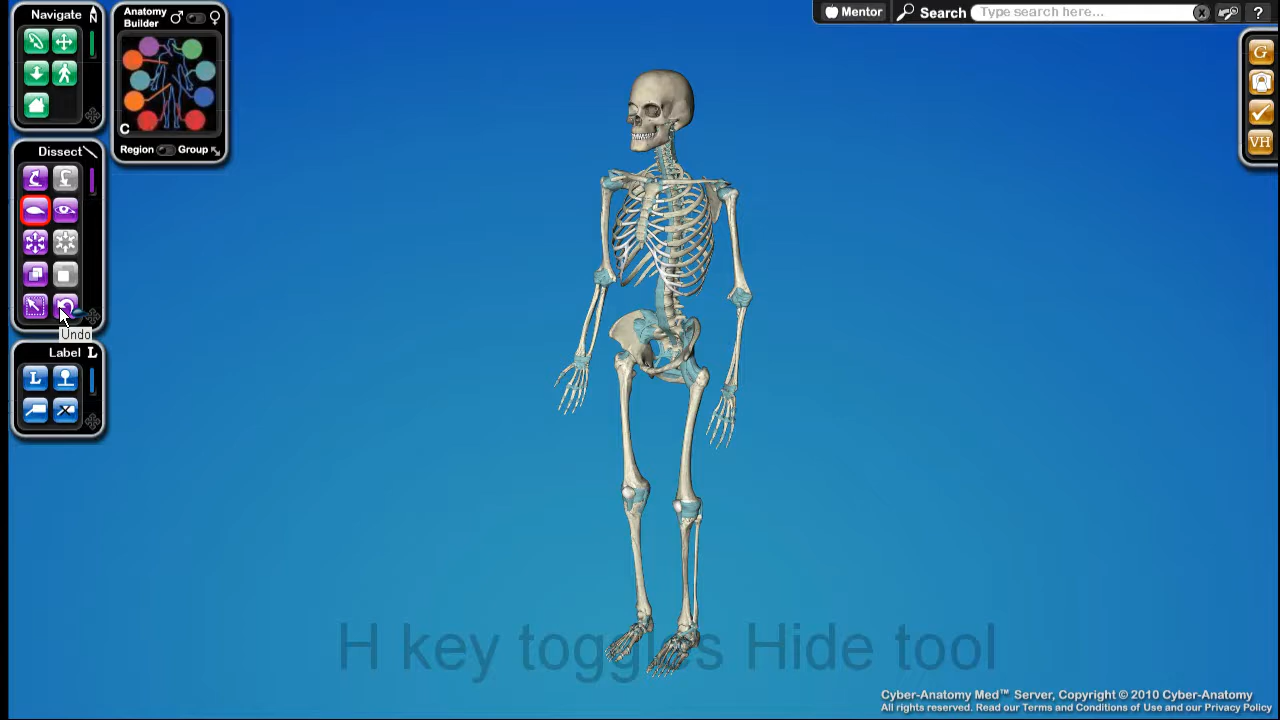 Navigate N
Anatomy
Builder
C
Region Group
Mentor
Search Type search here... x ?
G
VH
Dissect
Undo
Label L
L
H key toggles Hide tool
Cyber-Anatomy Med™ Server, Copyright © 2010 Cyber-Anatomy
All rights reserved. Read our Terms and Conditions of Use and our Privacy Policy